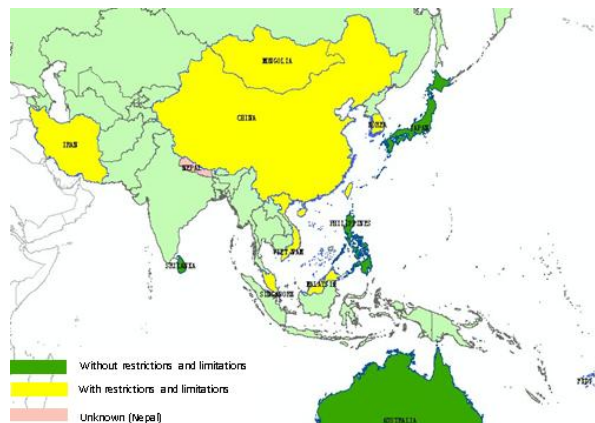 MONGOLIA
CHINA
KOREA
JAPAN
IRAN
NEPAL
PHILIPPINES
VIET NAM
SRI LANKA
MALAYSIA
SINGAPORE
FIJI
AUSTRALIA
Without restrictions and limitations
With restrictions and limitations
Unknown (Nepal)